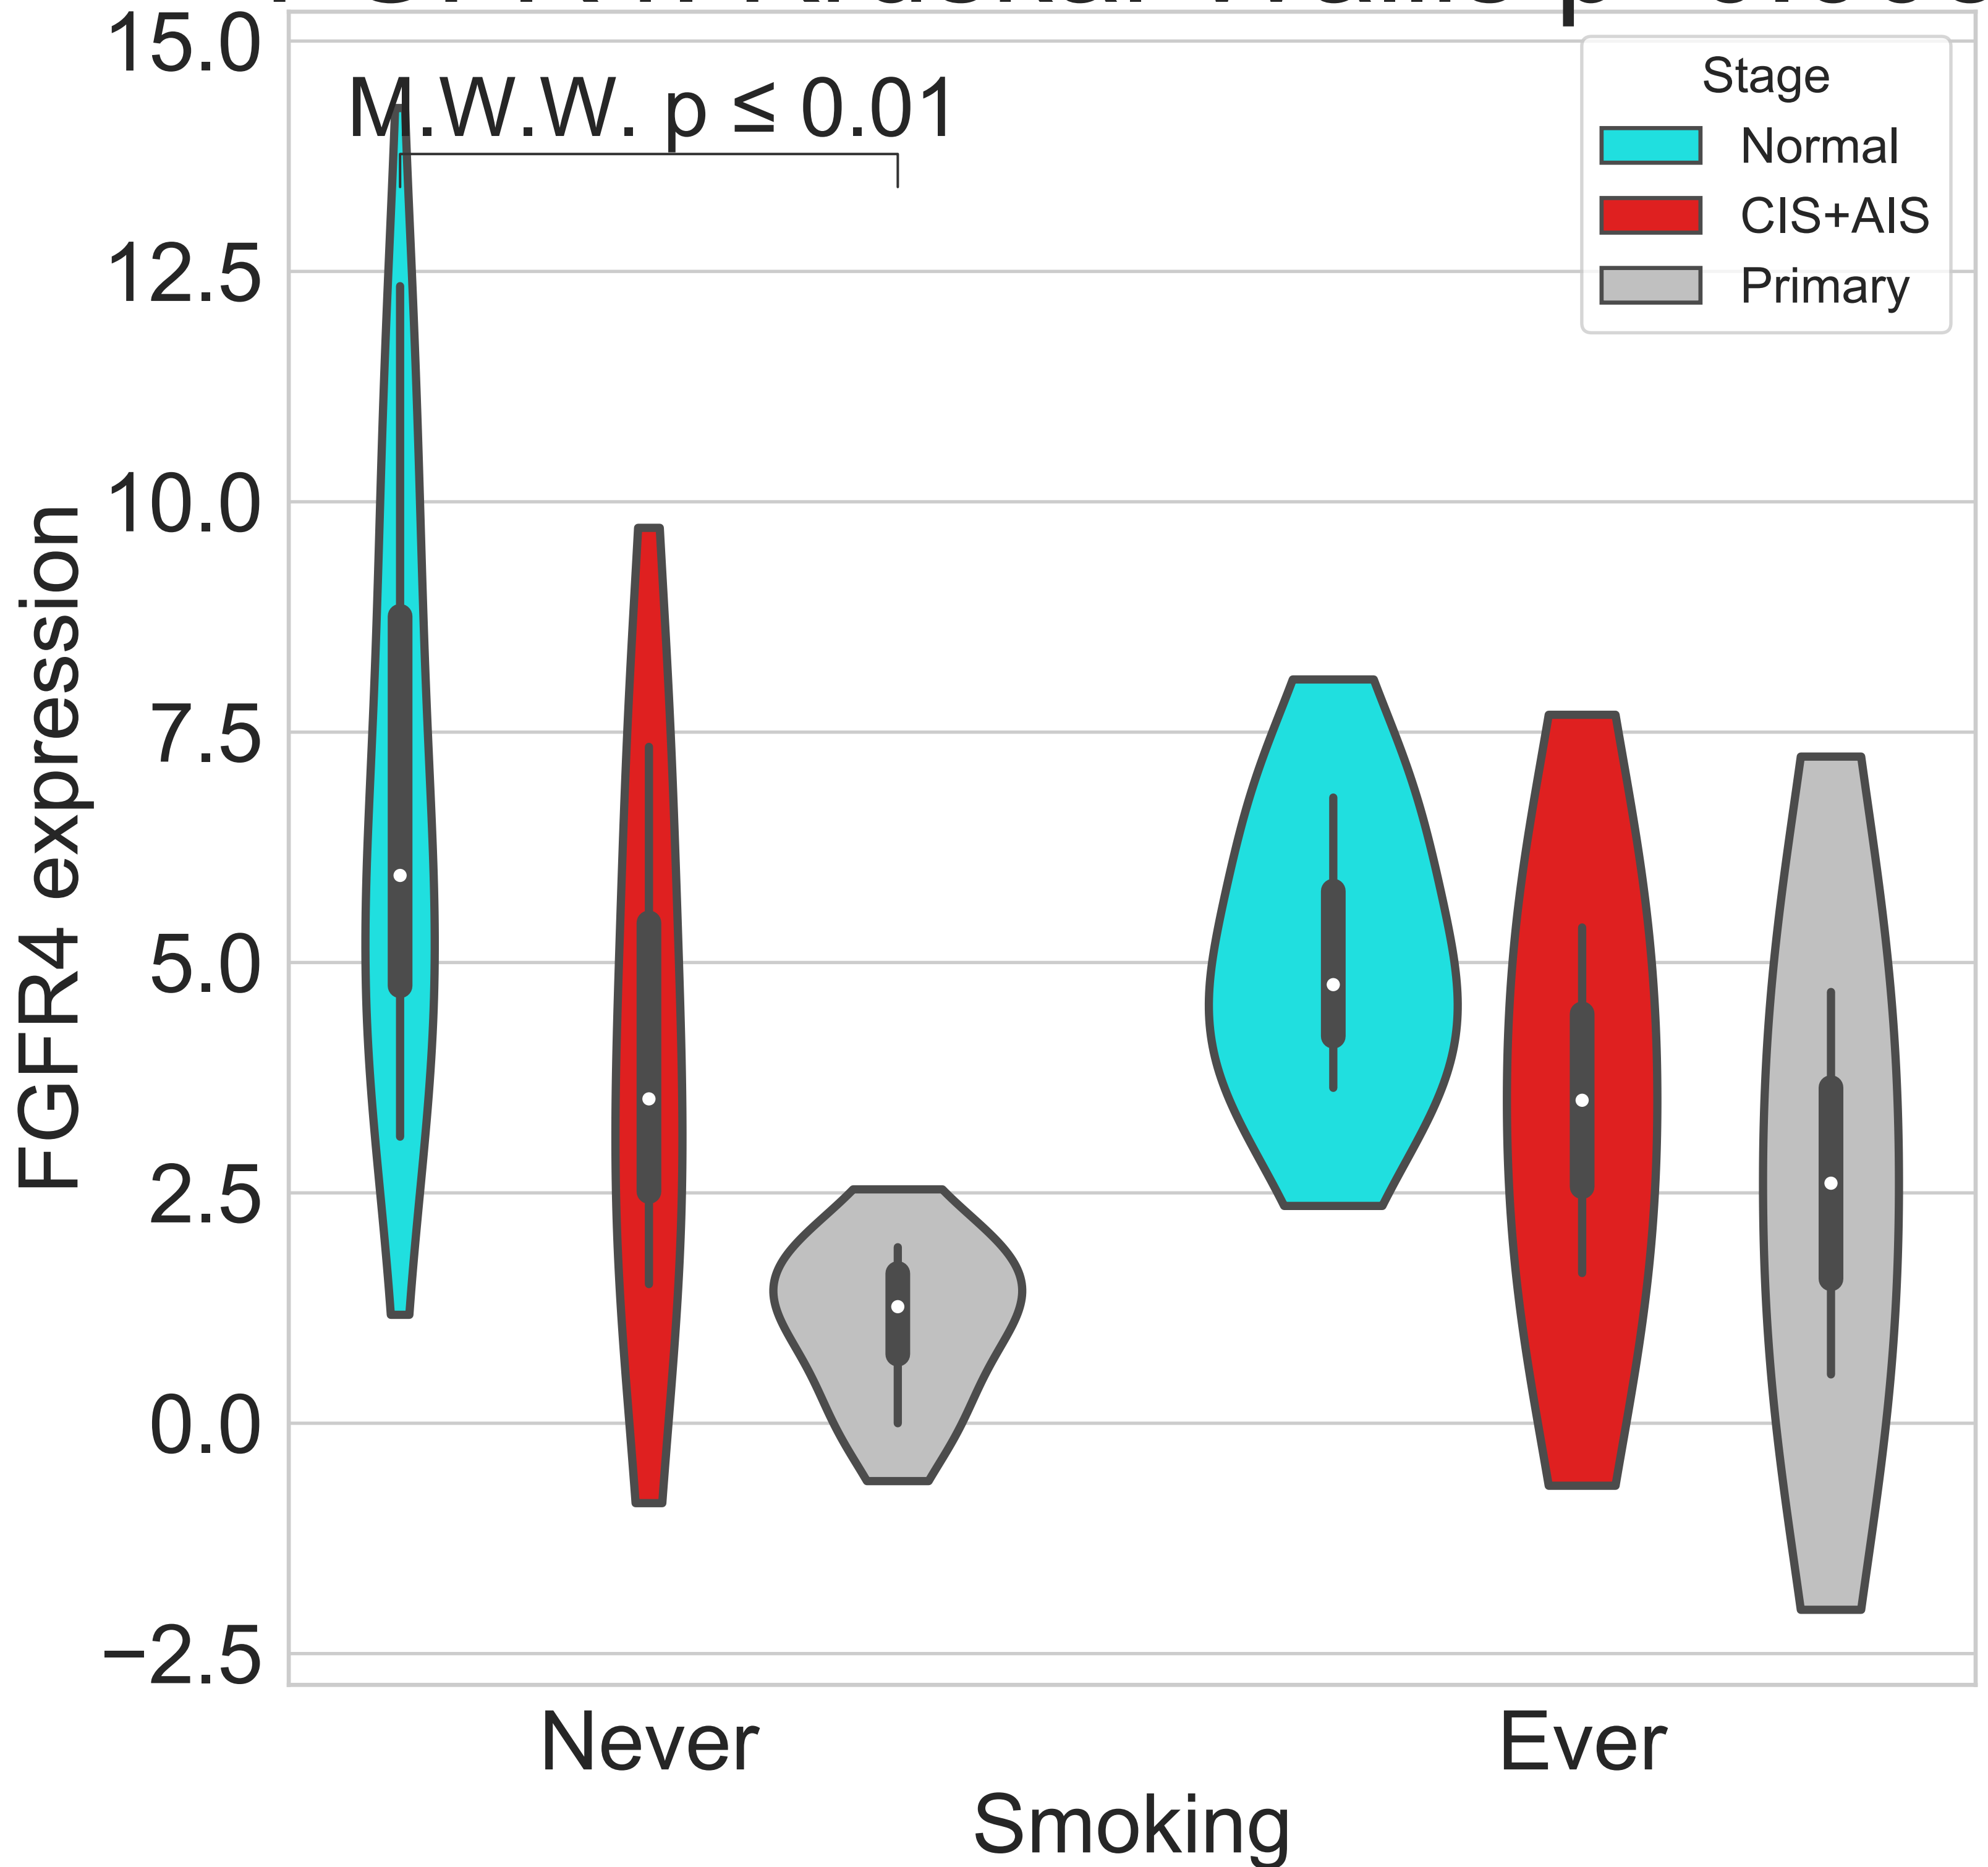 15.0
12.5
10.0
7.5
5.0
2.5
0.0
−2.5
FGFR4 expression
M.W.W. p ≤ 0.01
Stage
Normal
CIS+AIS
Primary
Never
Ever
Smoking